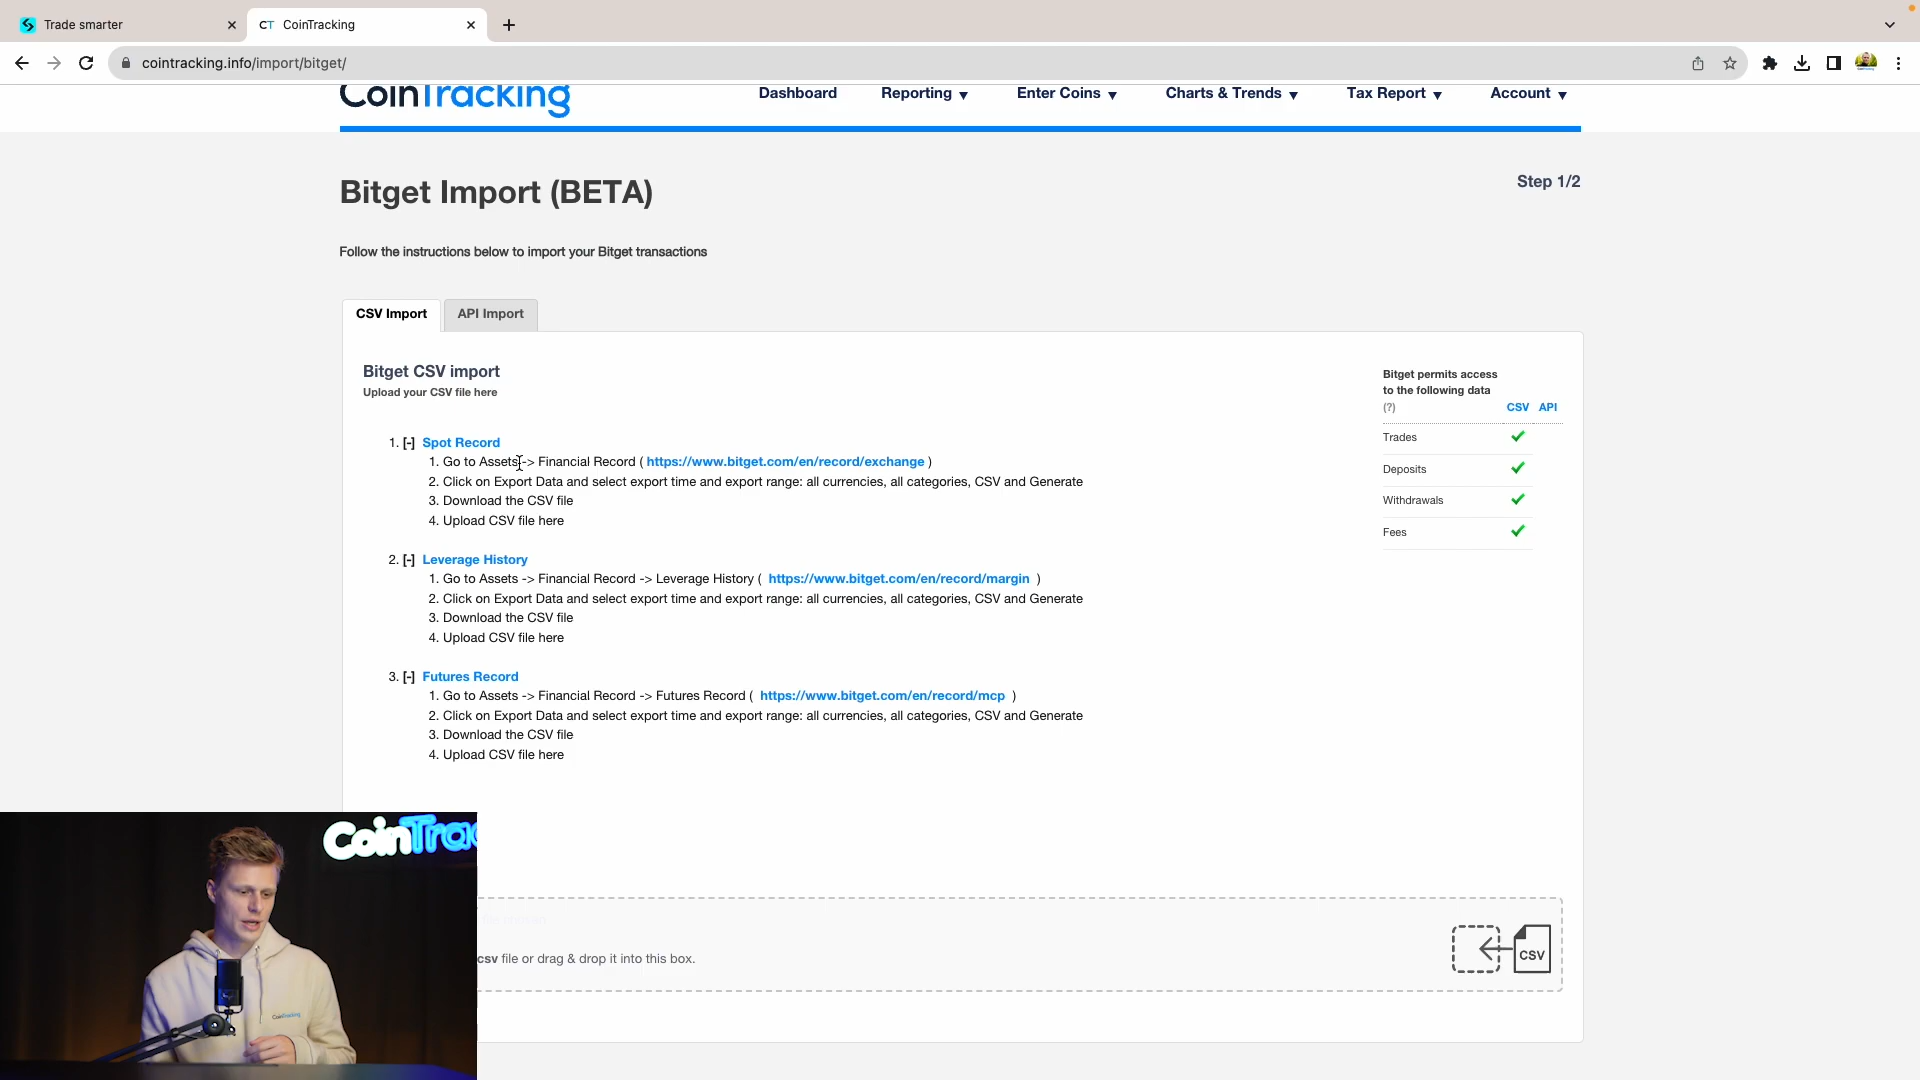 Trade smarter
CT CoinTracking
cointracking.info/import/bitget/
CoinTracking
Dashboard Reporting Enter Coins Charts & Trends Tax Report Account
Bitget Import (BETA)
Step 1/2
Follow the instructions below to import your Bitget transactions
CSV Import API Import
Bitget CSV import
Upload your CSV file here
1. [-] Spot Record
1. Go to Assets -> Financial Record ( https://www.bitget.com/en/record/exchange )
2. Click on Export Data and select export time and export range: all currencies, all categories, CSV and Generate
3. Download the CSV file
4. Upload CSV file here
2. [-] Leverage History
1. Go to Assets -> Financial Record -> Leverage History ( https://www.bitget.com/en/record/margin )
2. Click on Export Data and select export time and export range: all currencies, all categories, CSV and Generate
3. Download the CSV file
4. Upload CSV file here
3. [-] Futures Record
1. Go to Assets -> Financial Record -> Futures Record ( https://www.bitget.com/en/record/mcp )
2. Click on Export Data and select export time and export range: all currencies, all categories, CSV and Generate
3. Download the CSV file
4. Upload CSV file here
Bitget permits access
to the following data
(?) CSV API
Trades
Deposits
Withdrawals
Fees
csv file or drag & drop it into this box.
CSV
CoinTrac
CoinTracking